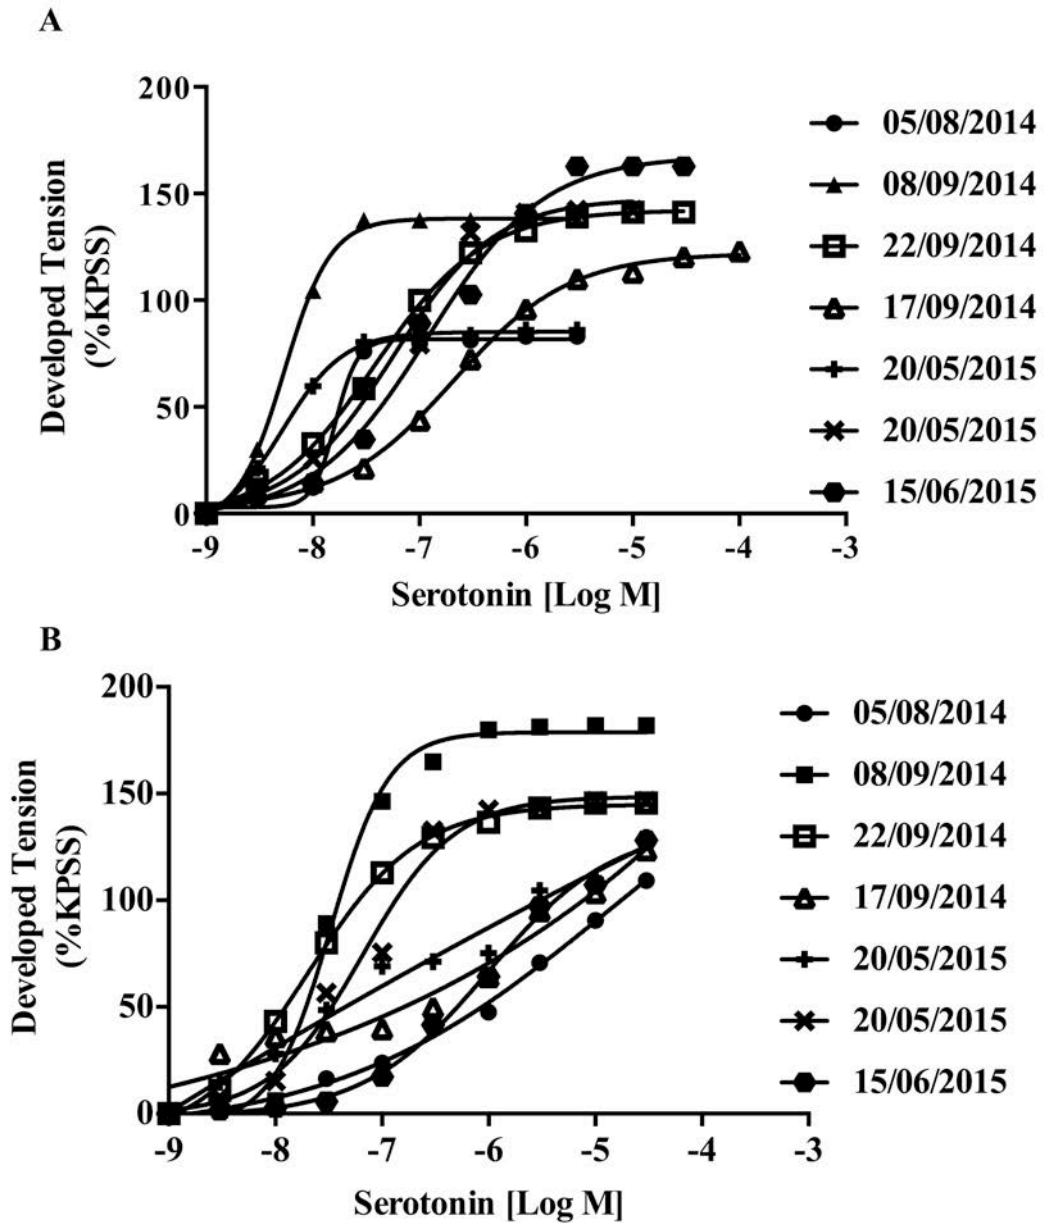 A
200
150
100
50
0
-9 -8 -7 -6 -5 -4 -3
Developed Tension
(%KPSS)
Serotonin [Log M]
05/08/2014
08/09/2014
22/09/2014
17/09/2014
20/05/2015
20/05/2015
15/06/2015
B
200
150
100
50
0
-9 -8 -7 -6 -5 -4 -3
Developed Tension
(%KPSS)
Serotonin [Log M]
05/08/2014
08/09/2014
22/09/2014
17/09/2014
20/05/2015
20/05/2015
15/06/2015